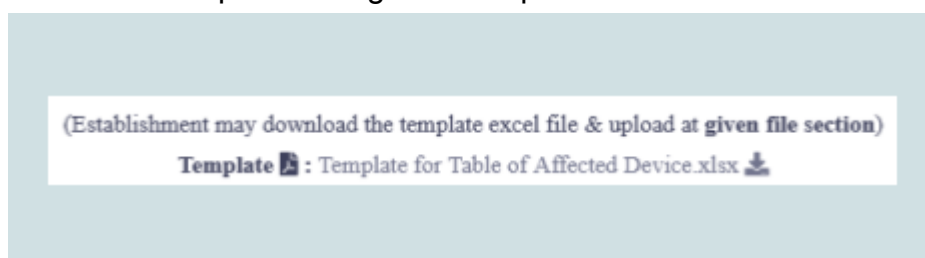 (Establishment may download the template excel file & upload at given file section)
Template : Template for Table of Affected Device.xlsx